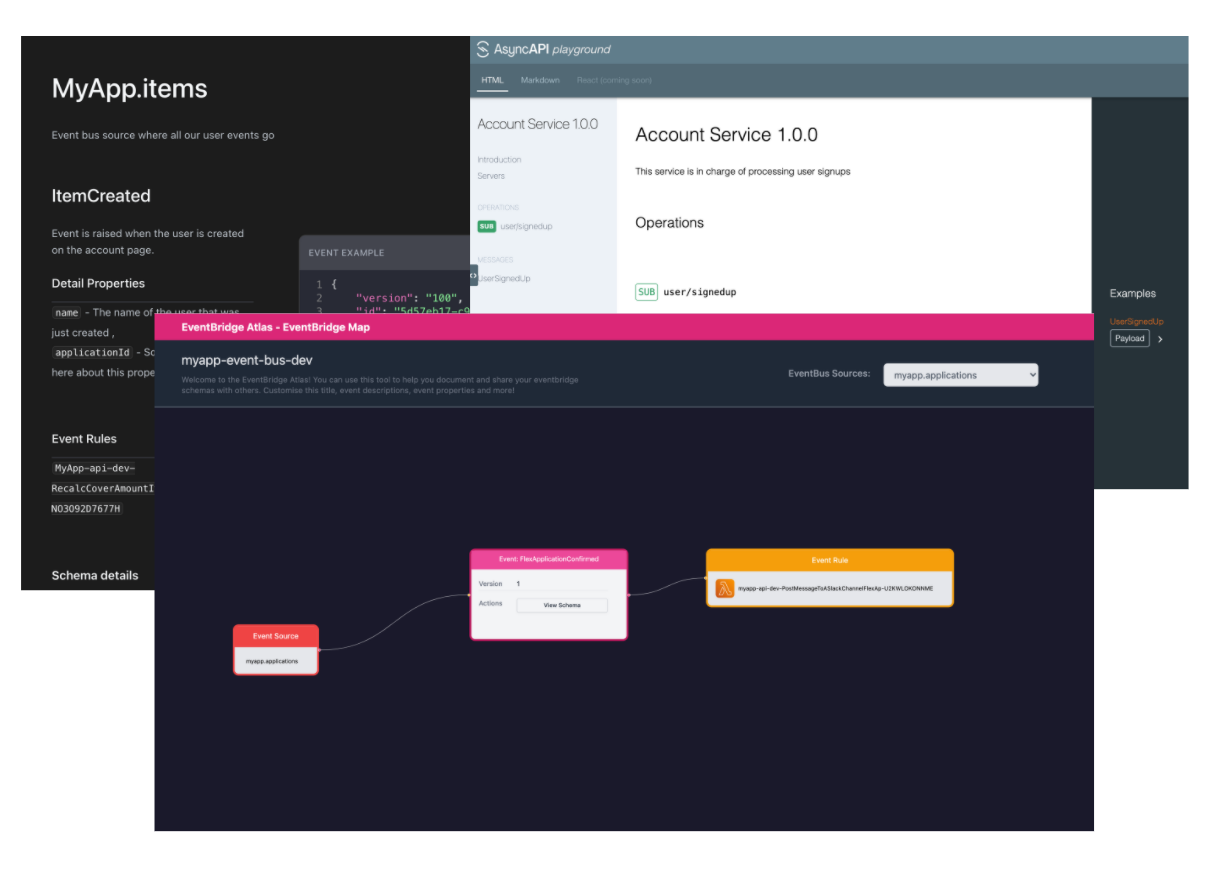 MyApp.items
Event bus source where all our user events go
ItemCreated
Event is raised when the user is created
on the account page.
Detail Properties
name - The name of the user that was
just created ,
applicationId - So
here about this prope
Event Rules
MyApp-api-dev-
RecalcCoverAmountI
NO3092D7677H
Schema details
EVENT EXAMPLE
1 {
2 "version": "100",
3 "id": "5d57eb17-c9
AsyncAPI playground
HTML Markdown React (coming soon)
Account Service 1.0.0
Introduction
Servers
OPERATIONS
SUB user/signedup
MESSAGES
UserSignedUp
Account Service 1.0.0
This service is in charge of processing user signups
Operations
SUB user/signedup
Examples
UserSignedUp
Payload
EventBridge Atlas - EventBridge Map
myapp-event-bus-dev
Welcome to the EventBridge Atlas! You can use this tool to help you document and share your eventbridge
schemas with others. Customise this title, event descriptions, event properties and more!
EventBus Sources: myapp.applications
Event Source
myapp.applications
Event: FlexApplicationConfirmed
Version 1
Actions View Schema
Event Rule
myapp-api-dev-PostMessageToASlackChannelFlexAp-U2KWLOKONNME